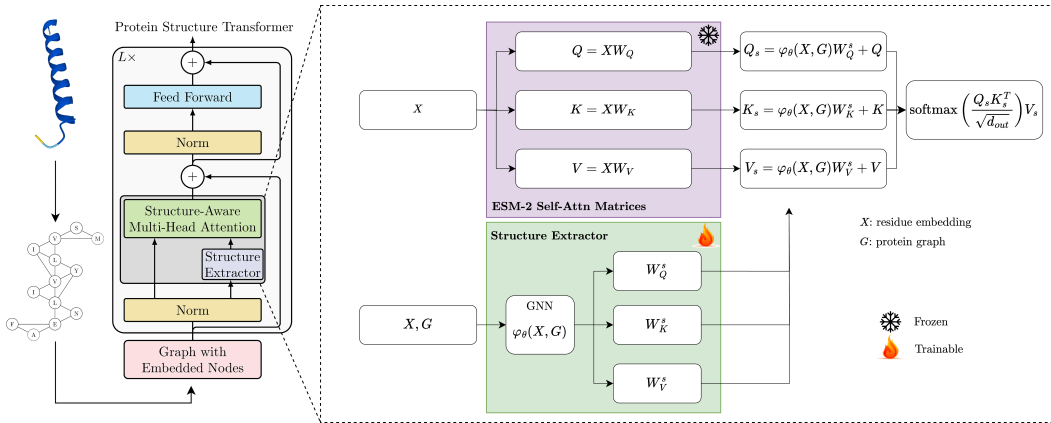 Protein Structure Transformer
L×
+
Feed Forward
Norm
+
Structure-Aware
Multi-Head Attention
Structure
Extractor
Norm
Graph with
Embedded Nodes
S
V
M
I
L
Y
V
I
L
N
F
E
A
X
Q = XW_Q
K = XW_K
V = XW_V
ESM-2 Self-Attn Matrices
Q_s = φ_θ(X, G)W_Q^s + Q
K_s = φ_θ(X, G)W_K^s + K
V_s = φ_θ(X, G)W_V^s + V
softmax (Q_s K_s^T / √d_out) V_s
Structure Extractor
X, G
GNN
φ_θ(X, G)
W_Q^s
W_K^s
W_V^s
X: residue embedding
G: protein graph
Frozen
Trainable